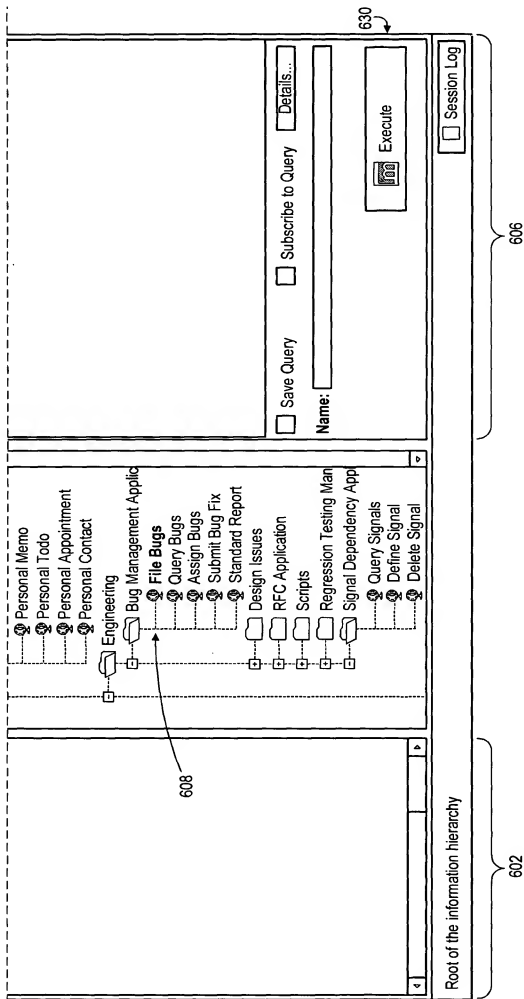 Personal Memo
Personal Todo
Personal Appointment
Personal Contact
Engineering
Bug Management Applic
File Bugs
Query Bugs
Assign Bugs
Submit Bug Fix
Standard Report
Design Issues
RFC Application
Scripts
Regression Testing Man
Signal Dependency Appl
Query Signals
Define Signal
Delete Signal
608
Save Query
Subscribe to Query
Details...
Name:
Execute
630
Root of the information hierarchy
Session Log
602
606